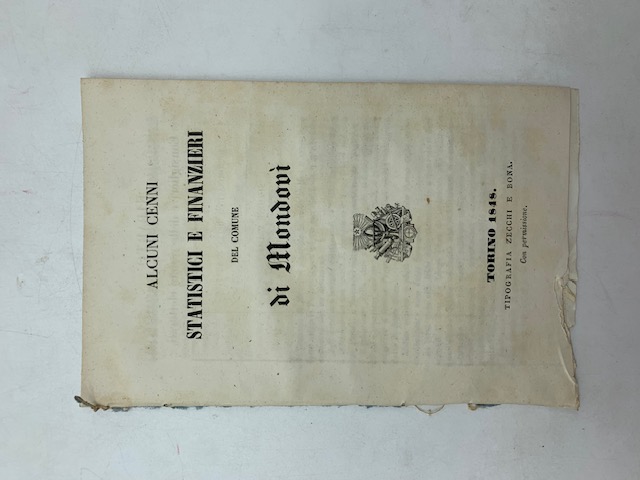 ALCUNI CENNI
STATISTICI E FINANZIERI
DEL COMUNE
di Mondovì
TORINO 1848.
TIPOGRAFIA ZECCHI E BONA.
Con permissione.